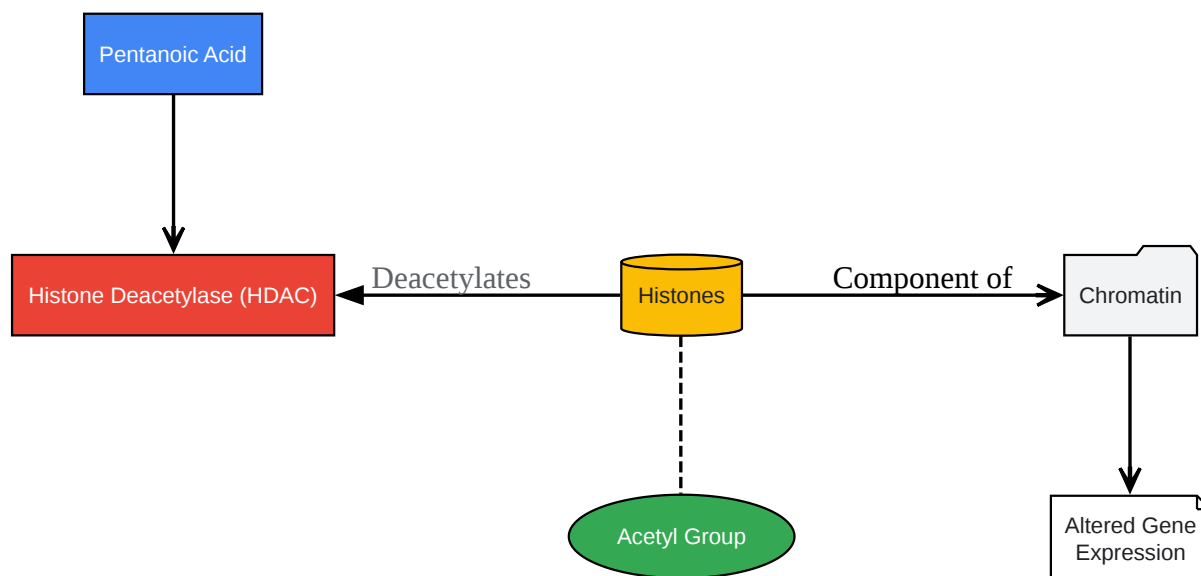 Pentanoic Acid
Histone Deacetylase (HDAC)
Deacetylates
Histones
Component of
Chromatin
Acetyl Group
Altered Gene
Expression